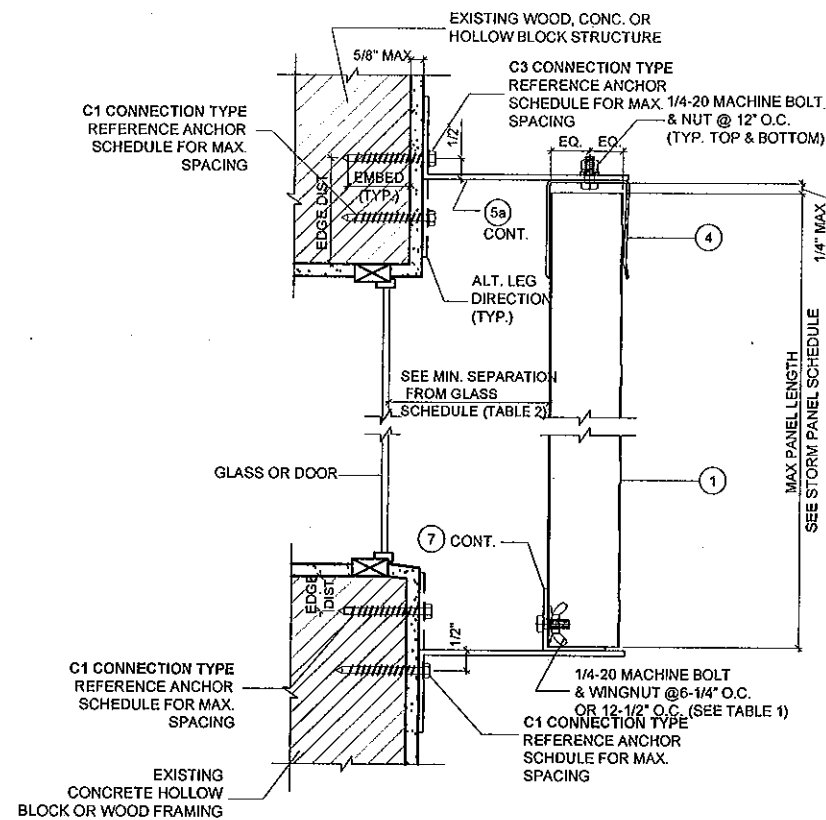 EXISTING WOOD, CONC. OR
HOLLOW BLOCK STRUCTURE
5/8" MAX
C3 CONNECTION TYPE
REFERENCE ANCHOR
SCHEDULE FOR MAX.
SPACING
C1 CONNECTION TYPE
REFERENCE ANCHOR
SCHEDULE FOR MAX.
SPACING
1/4-20 MACHINE BOLT
& NUT @ 12" O.C.
(TYP. TOP & BOTTOM)
EQ. EQ.
1/2"
EMBED
(TYP.)
EDGE DIST.
5a
CONT.
4
1/4" MAX
ALT. LEG
DIRECTION
(TYP.)
SEE MIN. SEPARATION
FROM GLASS
SCHEDULE (TABLE 2)
MAX PANEL LENGTH
SEE STORM PANEL SCHEDULE
GLASS OR DOOR
1
7 CONT.
EDGE
DIST.
1/2"
C1 CONNECTION TYPE
REFERENCE ANCHOR
SCHEDULE FOR MAX.
SPACING
1/4-20 MACHINE BOLT
& WINGNUT @6-1/4" O.C.
OR 12-1/2" O.C. (SEE TABLE 1)
C1 CONNECTION TYPE
REFERENCE ANCHOR
SCHDULE FOR MAX.
SPACING
EXISTING
CONCRETE HOLLOW
BLOCK OR WOOD FRAMING